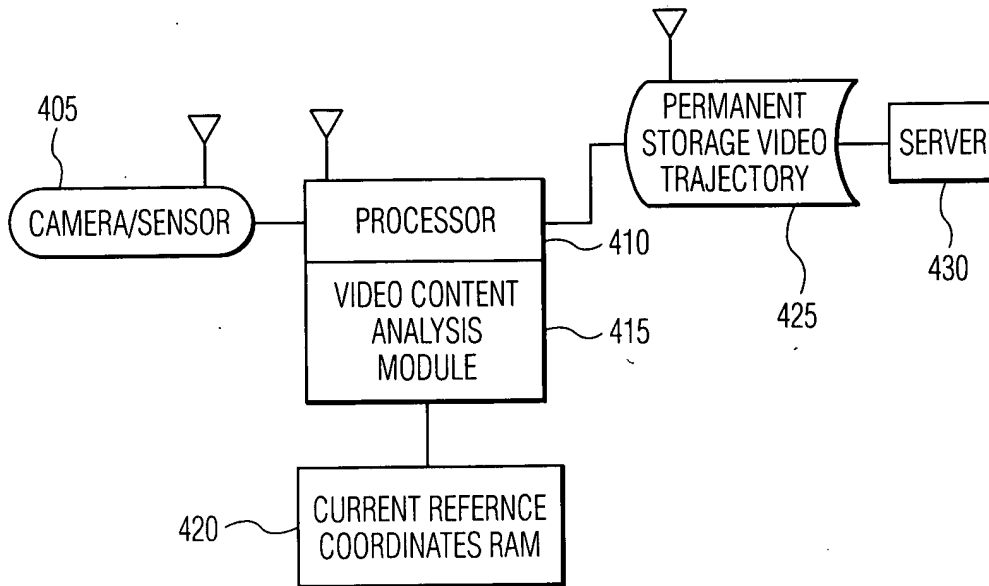 405
CAMERA/SENSOR
PROCESSOR
410
VIDEO CONTENT
ANALYSIS
MODULE
415
420
CURRENT REFERNCE
COORDINATES RAM
PERMANENT
STORAGE VIDEO
TRAJECTORY
425
SERVER
430